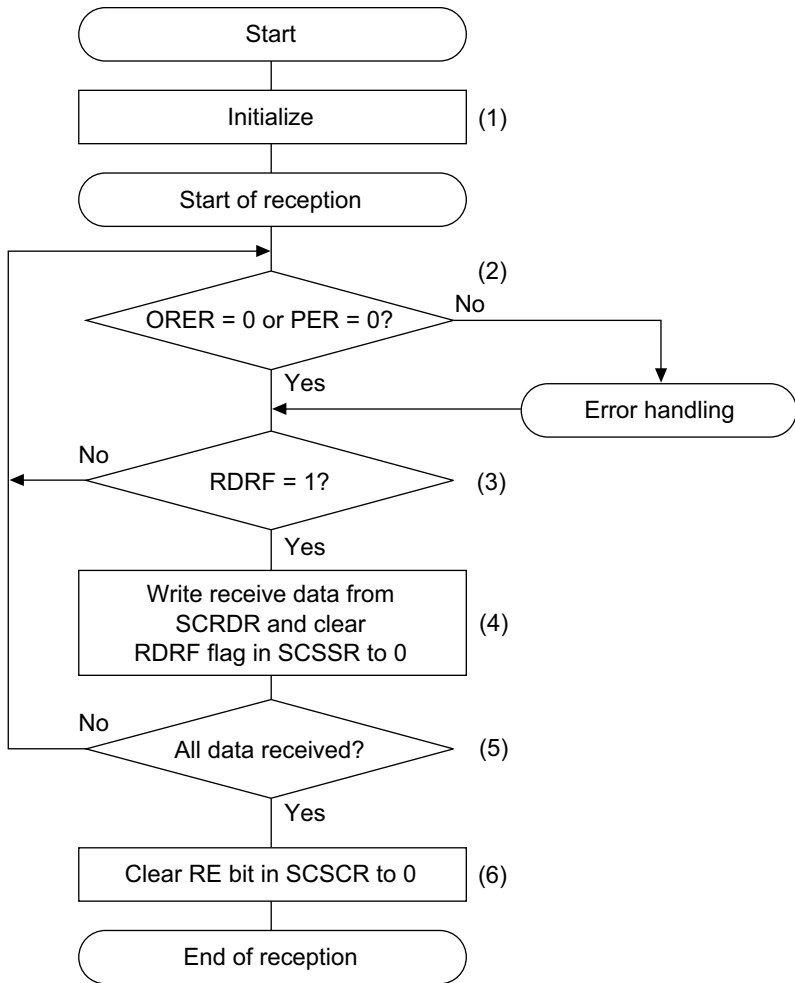 Start
Initialize
(1)
Start of reception
(2)
ORER = 0 or PER = 0?
No
Yes
Error handling
No
RDRF = 1?
(3)
Yes
Write receive data from
SCRDR and clear
RDRF flag in SCSSR to 0
(4)
No
All data received?
(5)
Yes
Clear RE bit in SCSCR to 0
(6)
End of reception